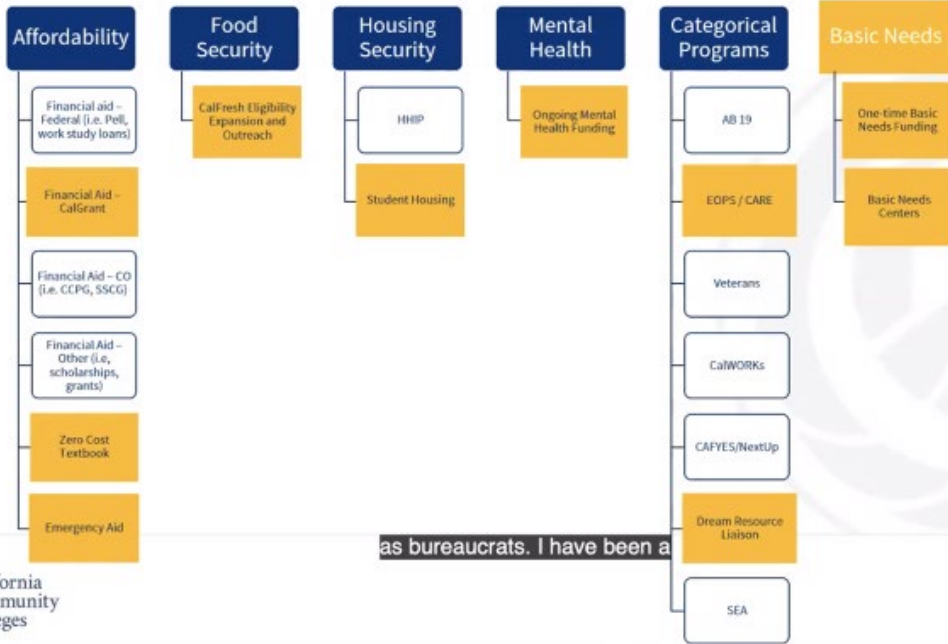 Affordability
Financial aid –
Federal (i.e. Pell,
work study loans)
Financial Aid –
CalGrant
Financial Aid – CO
(i.e. CCPG, SSCG)
Financial Aid –
Other (i.e,
scholarships,
grants)
Zero Cost
Textbook
Emergency Aid
Food
Security
CalFresh Eligibility
Expansion and
Outreach
Housing
Security
HHIP
Student Housing
Mental
Health
Ongoing Mental
Health Funding
Categorical
Programs
AB 19
EOPS / CARE
Veterans
CalWORKs
CAFYES/NextUp
Dream Resource
Liaison
SEA
Basic Needs
One-time Basic
Needs Funding
Basic Needs
Centers
as bureaucrats. I have been a
fornia
munity
eges